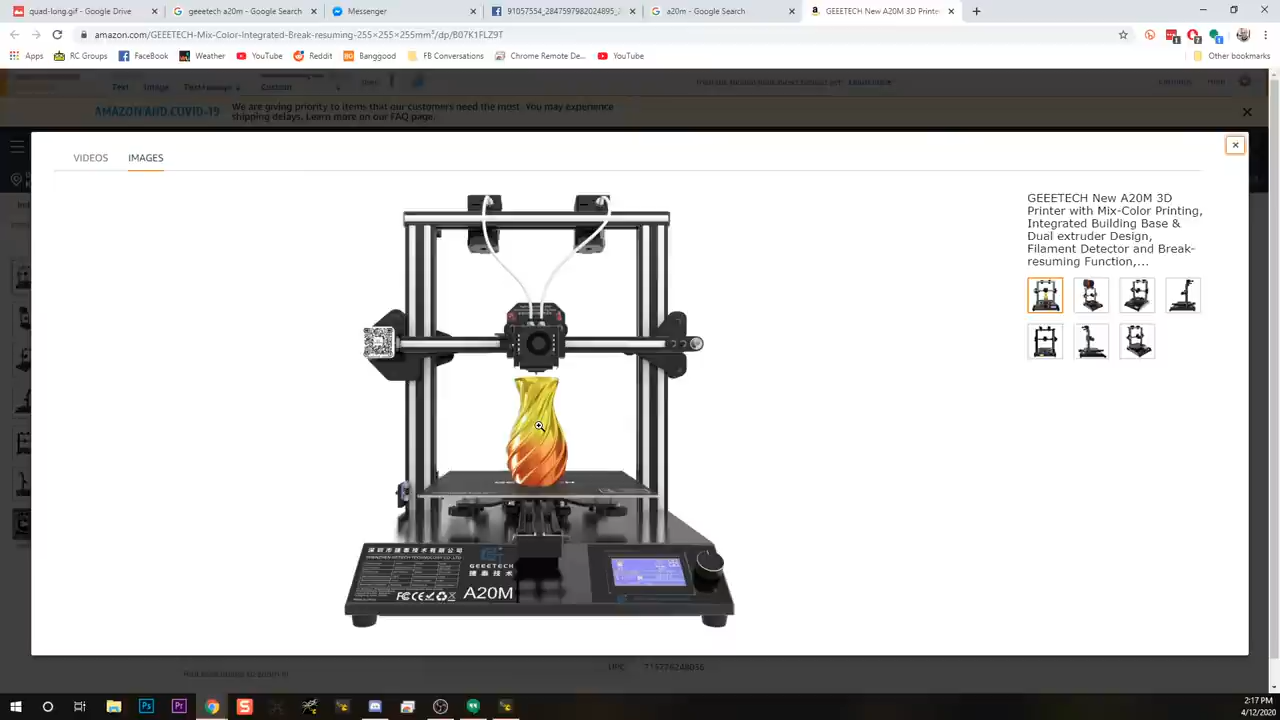 quad-long.gif - Google Drive
geeetech a20m - Google Search
Messenger
91057554_2847597982024895_2
a20m - Google Search
GEEETECH New A20M 3D Printe
amazon.com/GEEETECH-Mix-Color-Integrated-Break-resuming-255×255×255mm³/dp/B07K1FLZ9T
Apps
RC Groups
FaceBook
Weather
YouTube
Reddit
Banggood
FB Conversations
Chrome Remote De...
YouTube
Other bookmarks
Text
Image
Custom
AMAZON AND COVID-19
We are giving priority to items that our customers need the most. You may experience
shipping delays. Learn more on our FAQ page.
VIDEOS
IMAGES
GEEETECH New A20M 3D
Printer with Mix-Color Printing,
Integrated Building Base &
Dual extruder Design,
Filament Detector and Break-
resuming Function,...
GEEETECH
A20M
UPC
2:17 PM
4/12/2020